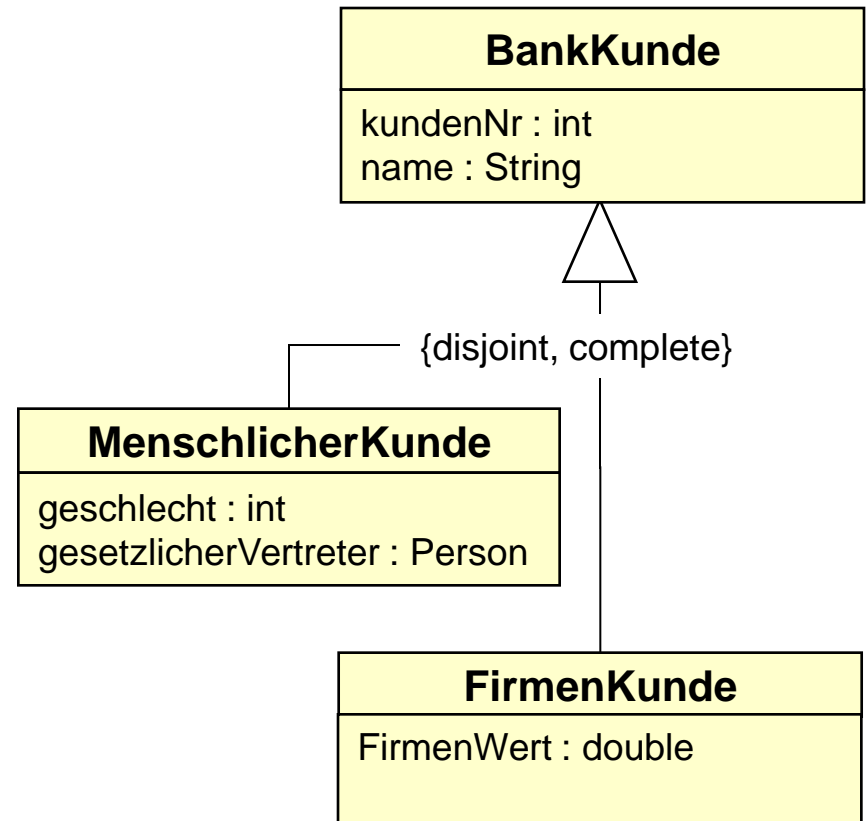 BankKunde
kundenNr : int
name : String
{disjoint, complete}
MenschlicherKunde
geschlecht : int
gesetzlicherVertreter : Person
FirmenKunde
FirmenWert : double